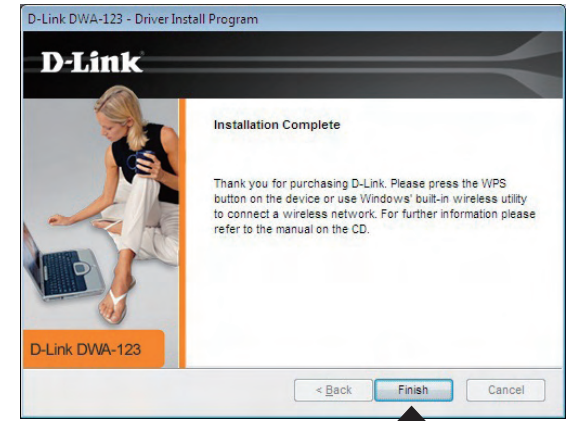 D-Link DWA-123 - Driver Install Program
D-Link
Installation Complete
Thank you for purchasing D-Link. Please press the WPS
button on the device or use Windows' built-in wireless utility
to connect a wireless network. For further information please
refer to the manual on the CD.
D-Link DWA-123
< Back
Finish
Cancel